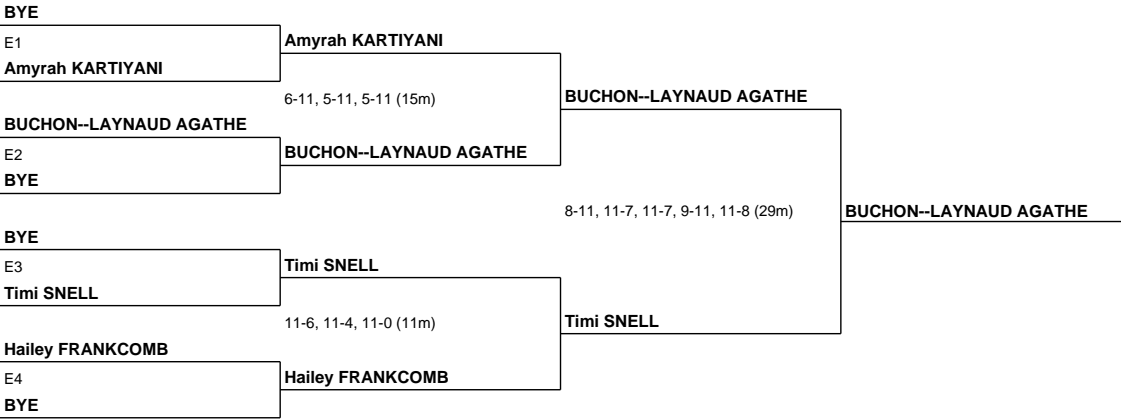 BYE
E1
Amyrah KARTIYANI
Amyrah KARTIYANI
6-11, 5-11, 5-11 (15m)
BUCHON--LAYNAUD AGATHE
BUCHON--LAYNAUD AGATHE
E2
BUCHON--LAYNAUD AGATHE
BYE
8-11, 11-7, 11-7, 9-11, 11-8 (29m)
BUCHON--LAYNAUD AGATHE
BYE
E3
Timi SNELL
Timi SNELL
11-6, 11-4, 11-0 (11m)
Timi SNELL
Hailey FRANKCOMB
E4
Hailey FRANKCOMB
BYE